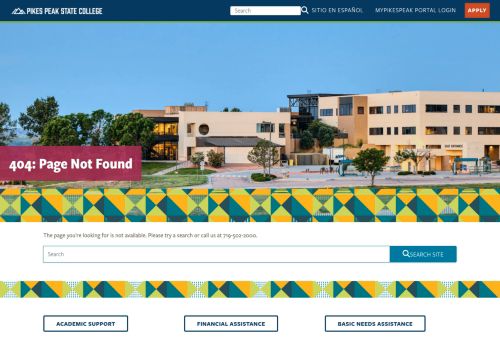 PIKES PEAK STATE COLLEGE
Search
SITIO EN ESPAÑOL
MYPIKESPEAK PORTAL LOGIN
APPLY
404: Page Not Found
The page you're looking for is not available. Please try a search or call us at 719-502-2000.
Search
SEARCH SITE
ACADEMIC SUPPORT
FINANCIAL ASSISTANCE
BASIC NEEDS ASSISTANCE